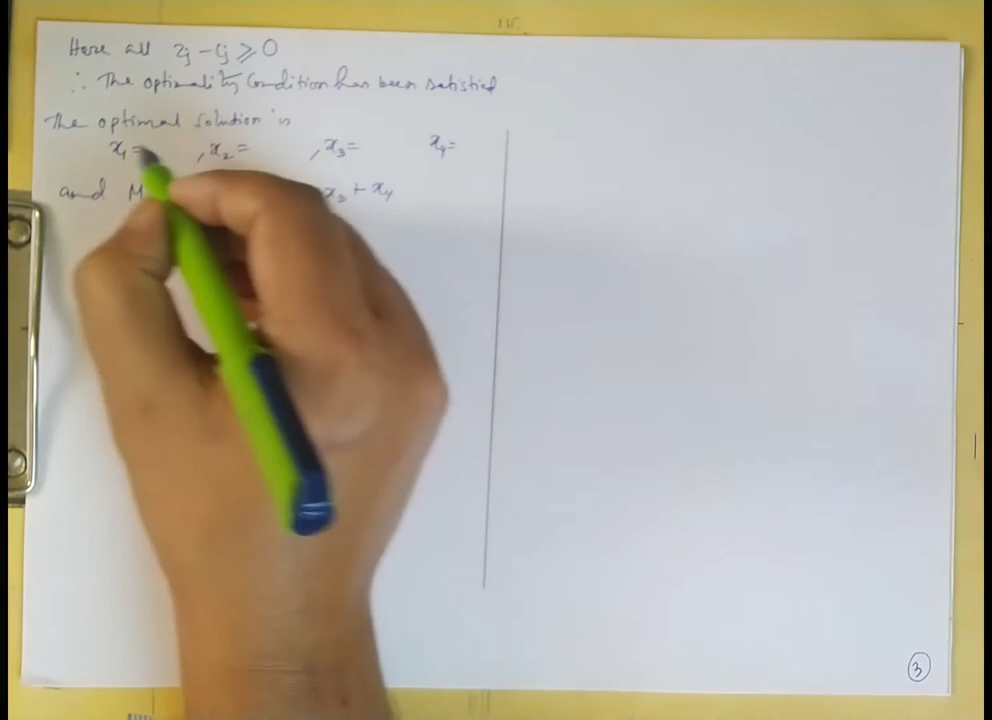 Here all Zj - Cj ⩾ 0
∴ The optimality Condition has been satisfied
The optimal solution is
x₁ = , x₂ = , x₃ = x₄ =
and x₃ + x₄
3